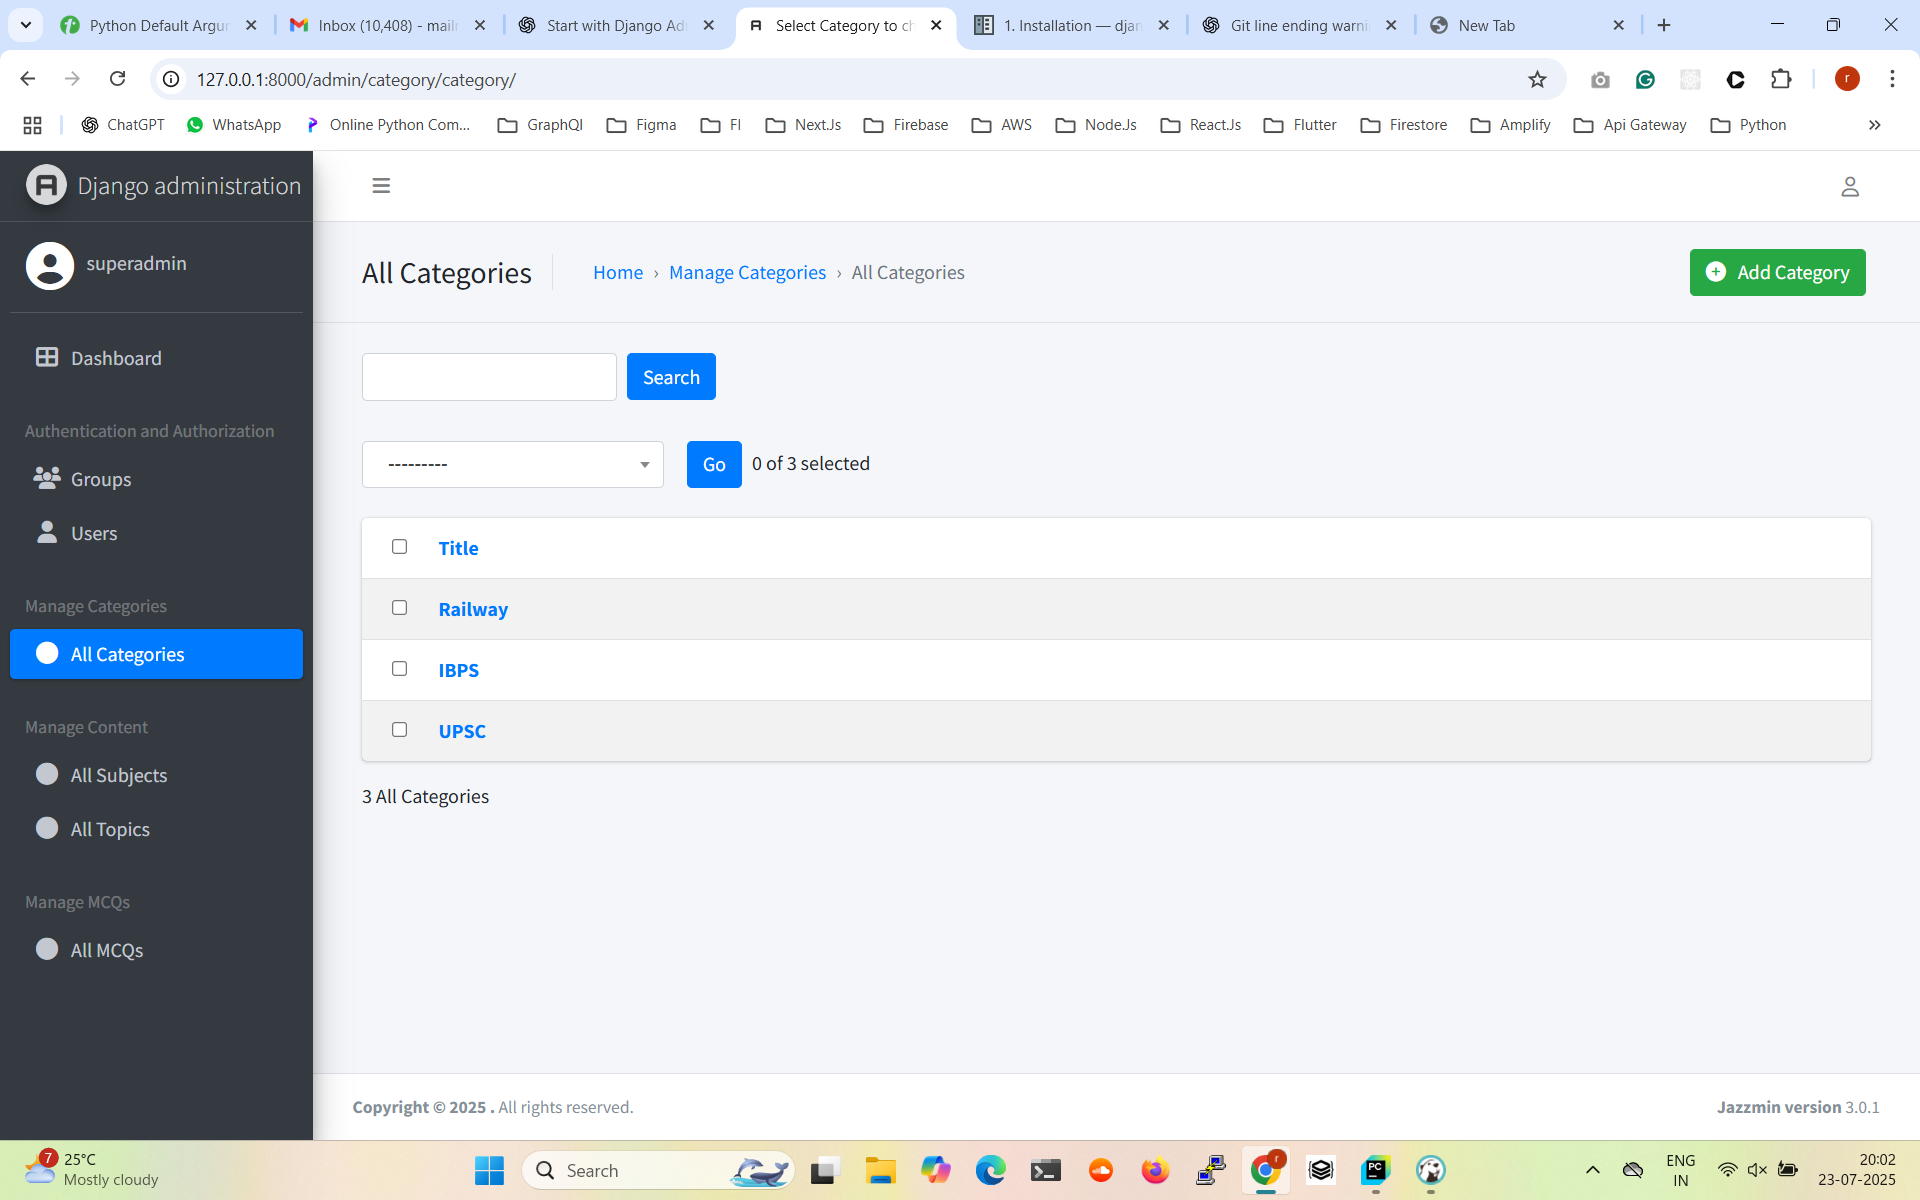 Python Default Argur
Inbox (10,408) - mailr
Start with Django Ad
Select Category to ch
1. Installation — djan
Git line ending warni
New Tab
127.0.0.1:8000/admin/category/category/
r
ChatGPT
WhatsApp
Online Python Com...
GraphQl
Figma
FI
Next.Js
Firebase
AWS
Node.Js
React.Js
Flutter
Firestore
Amplify
Api Gateway
Python
Django administration
superadmin
Dashboard
Authentication and Authorization
Groups
Users
Manage Categories
All Categories
Manage Content
All Subjects
All Topics
Manage MCQs
All MCQs
All Categories
Home › Manage Categories › All Categories
Add Category
Search
---------
Go
0 of 3 selected
Title
Railway
IBPS
UPSC
3 All Categories
Copyright © 2025 . All rights reserved.
Jazzmin version 3.0.1
7
25°C
Mostly cloudy
Search
r
PC
ENG
IN
20:02
23-07-2025